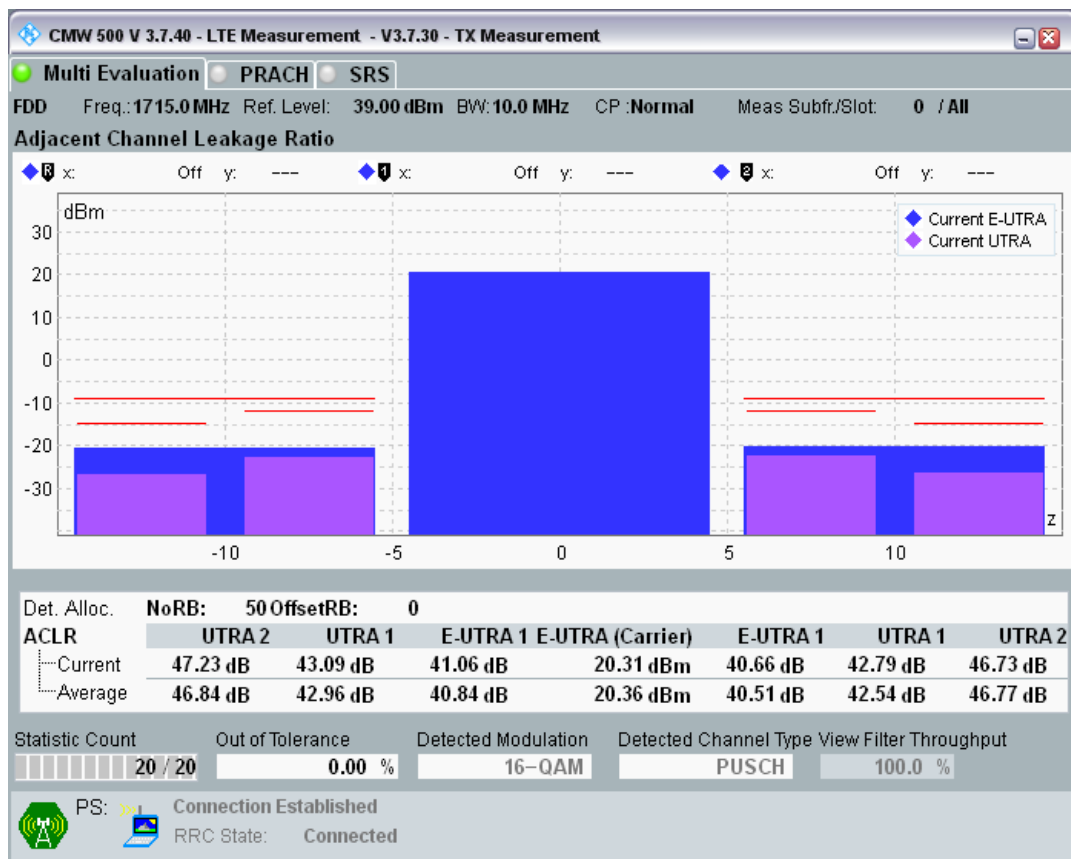 CMW 500 V 3.7.40 - LTE Measurement - V3.7.30 - TX Measurement
Multi Evaluation PRACH SRS
FDD Freq.:1715.0 MHz Ref. Level: 39.00 dBm BW:10.0 MHz CP :Normal Meas Subfr./Slot: 0 / All
Adjacent Channel Leakage Ratio
R x: Off y: --- 1 x: Off y: --- 2 x: Off y: ---
dBm
Current E-UTRA
Current UTRA
30
20
10
0
-10
-20
-30
z
-10 -5 0 5 10
Det. Alloc. NoRB: 50 OffsetRB: 0
ACLR UTRA 2 UTRA 1 E-UTRA 1 E-UTRA (Carrier) E-UTRA 1 UTRA 1 UTRA 2
Current 47.23 dB 43.09 dB 41.06 dB 20.31 dBm 40.66 dB 42.79 dB 46.73 dB
Average 46.84 dB 42.96 dB 40.84 dB 20.36 dBm 40.51 dB 42.54 dB 46.77 dB
Statistic Count Out of Tolerance Detected Modulation Detected Channel Type View Filter Throughput
20 / 20 0.00 % 16-QAM PUSCH 100.0 %
PS: Connection Established
RRC State: Connected